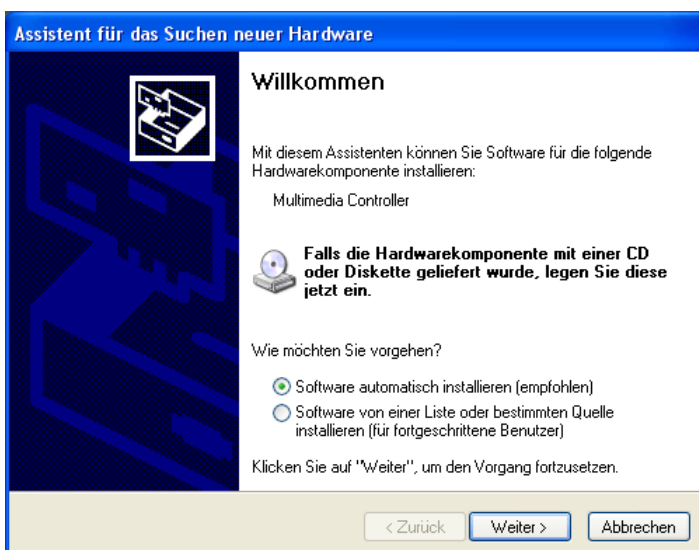 Assistent für das Suchen neuer Hardware
Willkommen
Mit diesem Assistenten können Sie Software für die folgende
Hardwarekomponente installieren:
Multimedia Controller
Falls die Hardwarekomponente mit einer CD
oder Diskette geliefert wurde, legen Sie diese
jetzt ein.
Wie möchten Sie vorgehen?
Software automatisch installieren (empfohlen)
Software von einer Liste oder bestimmten Quelle
installieren (für fortgeschrittene Benutzer)
Klicken Sie auf "Weiter", um den Vorgang fortzusetzen.
< Zurück
Weiter >
Abbrechen